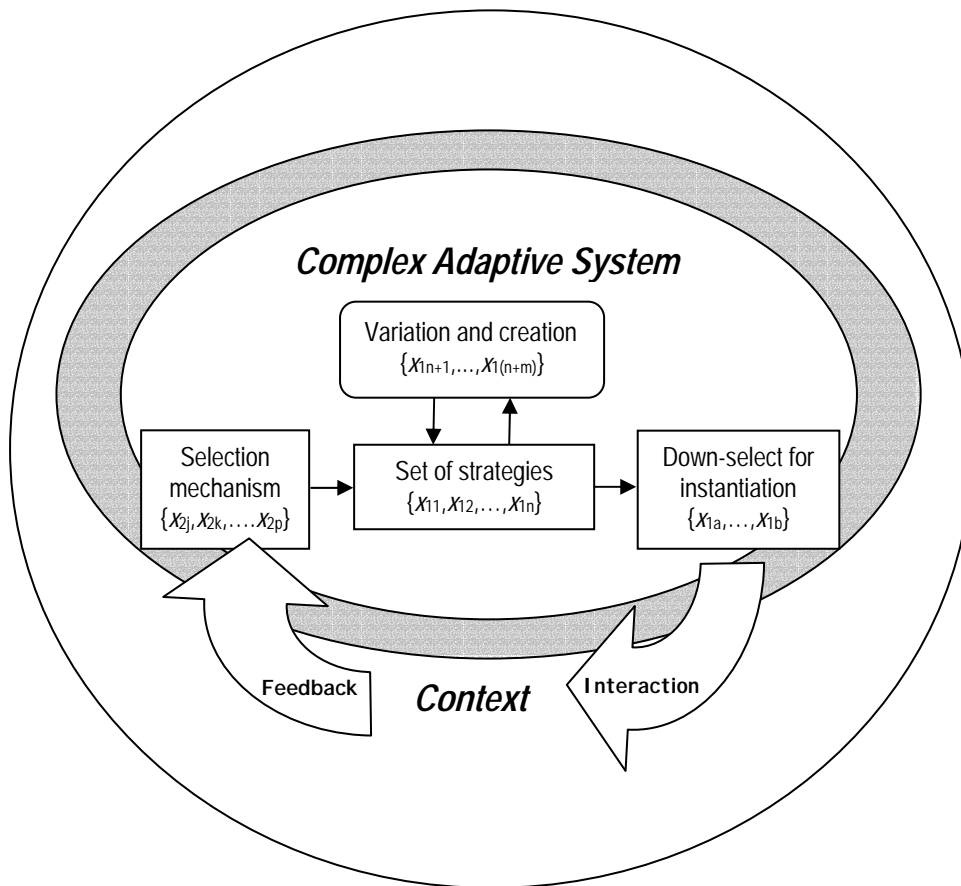 Complex Adaptive System
Variation and creation
{x1n+1,...,x1(n+m)}
Selection
mechanism
{x2j,x2k,....x2p}
Set of strategies
{x11,x12,...,x1n}
Down-select for
instantiation
{x1a,...,x1b}
Feedback
Context
Interaction